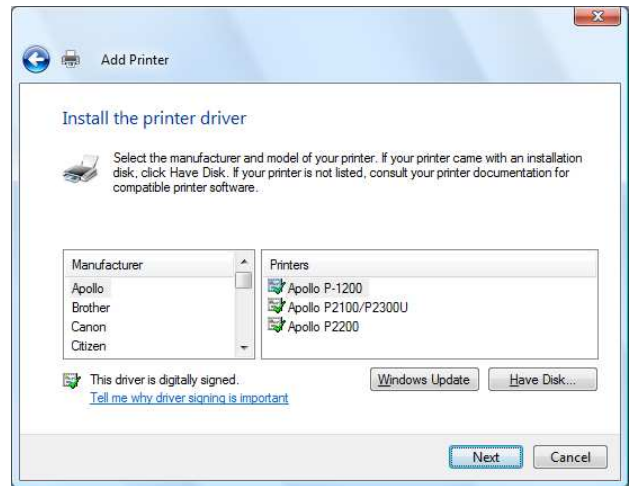 Add Printer
Install the printer driver
Select the manufacturer and model of your printer. If your printer came with an installation
disk, click Have Disk. If your printer is not listed, consult your printer documentation for
compatible printer software.
Manufacturer
Apollo
Brother
Canon
Citizen
Printers
Apollo P-1200
Apollo P2100/P2300U
Apollo P2200
This driver is digitally signed.
Tell me why driver signing is important
Windows Update
Have Disk...
Next
Cancel